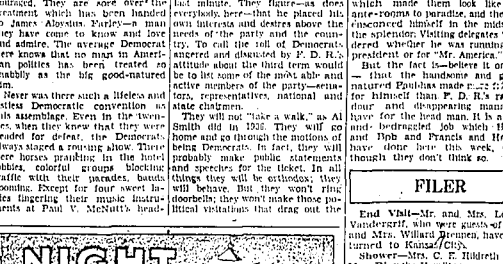 couraged. They are sore over the
treatment which has been handed
James Aloysius Farley—a man
they have come to know and love
and admire. The average Democrat
here knows that no man in Ameri-
can politics has been treated so
shabbily as the big good-natured
Jim.
Never was there such a lifeless and
listless Democratic convention as
this assemblage. Even in the twen-
ties, when they knew that they were
headed for defeat, the Democrats
always staged a rousing show. There
were horses prancing in the hotel
lobbies, colorful groups blocking
traffic with their parades, bands
booming. Except for four sweet la-
dies fingering their music instru-
ments at Paul V. McNutt's head-
last minute. They figure—as does
everybody, here—that he placed his
own interests and desires above the
needs of the party and the coun-
try. To call the roll of Democrats
angered and disgusted by F. D. R.'s
attitude about the third term would
be to list some of the most able and
active members of the party—sena-
tors, representatives, national and
state chairmen.
They will not "take a walk," as Al
Smith did in 1936. They will go
home and go through the motions of
being Democrats. In fact, they will
probably make public statements
and speeches for the ticket. In all
things they will be orthodox; they
will behave. But they won't ring
doorbells; they won't make those po-
litical visitations that drag out the
which made them look like
ante-rooms to paradise, and the
ensconced himself in the midst
the splendor. Visiting delegates
dered whether he was running
president or for "Mr. America."
But the fact is—believe it or
— that the handsome and g
natured Paulhas made
for himself than F. D. R.'s
dour and disappearing man
have for the head man. It is a
and bedraggled job which H
and Dph and Francis and H
have done here this week,
though they don't think so.
FILER
End Visit—Mr. and Mrs. L
Vandergrif, who were guests of
and Mrs. Willard Brennen, have
turned to Kansas City.
Shower—Mrs. C. E. Hildreth
NIGHT